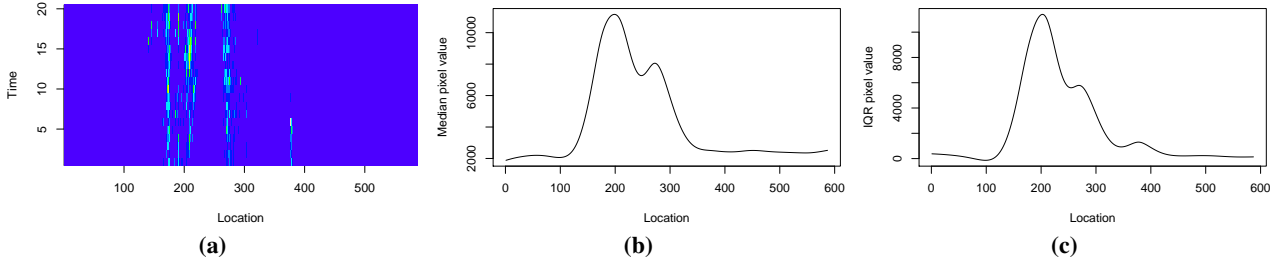 20
15
10
5
Time
100 200 300 400 500
Location
(a)
10000
6000
2000
Median pixel value
0 100 200 300 400 500 600
Location
(b)
8000
4000
0
IQR pixel value
0 100 200 300 400 500 600
Location
(c)